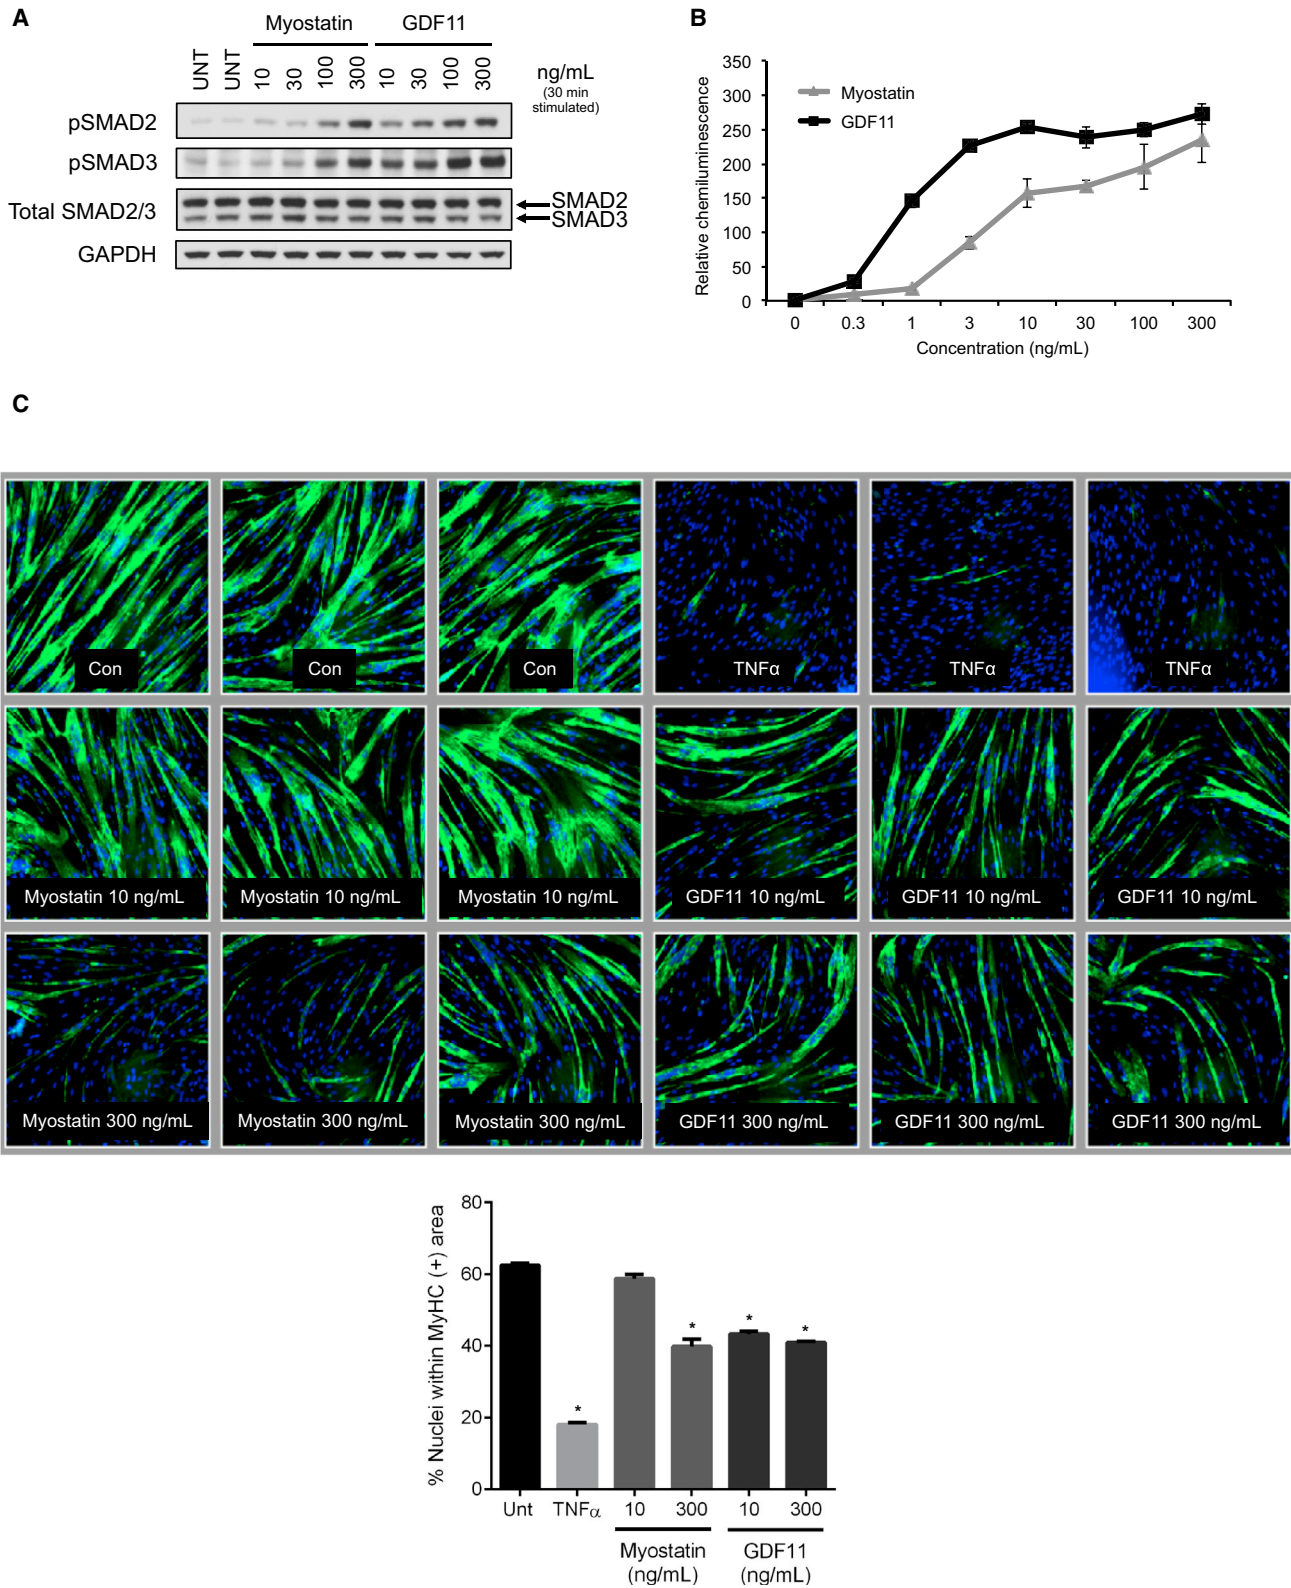 A
Myostatin GDF11
UNT UNT 10 30 100 300 10 30 100 300
ng/mL
(30 min
stimulated)
pSMAD2
pSMAD3
Total SMAD2/3
SMAD2
SMAD3
GAPDH
B
Relative chemiluminescence
350
300
250
200
150
100
50
0
Myostatin
GDF11
0 0.3 1 3 10 30 100 300
Concentration (ng/mL)
C
Con Con Con TNFα TNFα TNFα
Myostatin 10 ng/mL Myostatin 10 ng/mL Myostatin 10 ng/mL GDF11 10 ng/mL GDF11 10 ng/mL GDF11 10 ng/mL
Myostatin 300 ng/mL Myostatin 300 ng/mL Myostatin 300 ng/mL GDF11 300 ng/mL GDF11 300 ng/mL GDF11 300 ng/mL
% Nuclei within MyHC (+) area
80
60
40
20
0
* * * *
Unt TNFα 10 300 10 300
Myostatin GDF11
(ng/mL) (ng/mL)